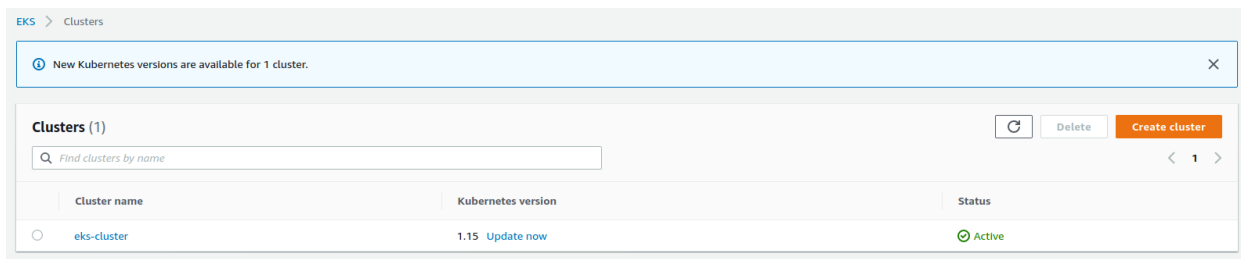 EKS > Clusters
New Kubernetes versions are available for 1 cluster.
Clusters (1)
Delete
Create cluster
Find clusters by name
< 1 >
Cluster name Kubernetes version Status
eks-cluster 1.15 Update now Active